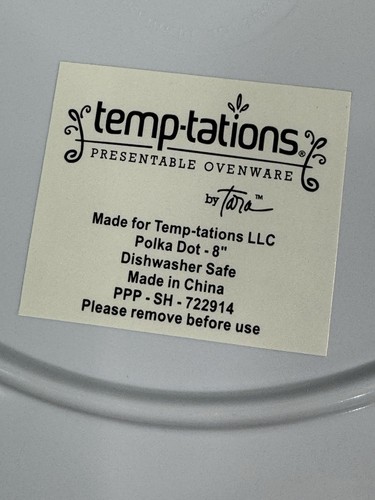 temp-tations®
PRESENTABLE OVENWARE
by Tara™
Made for Temp-tations LLC
Polka Dot - 8"
Dishwasher Safe
Made in China
PPP - SH - 722914
Please remove before use